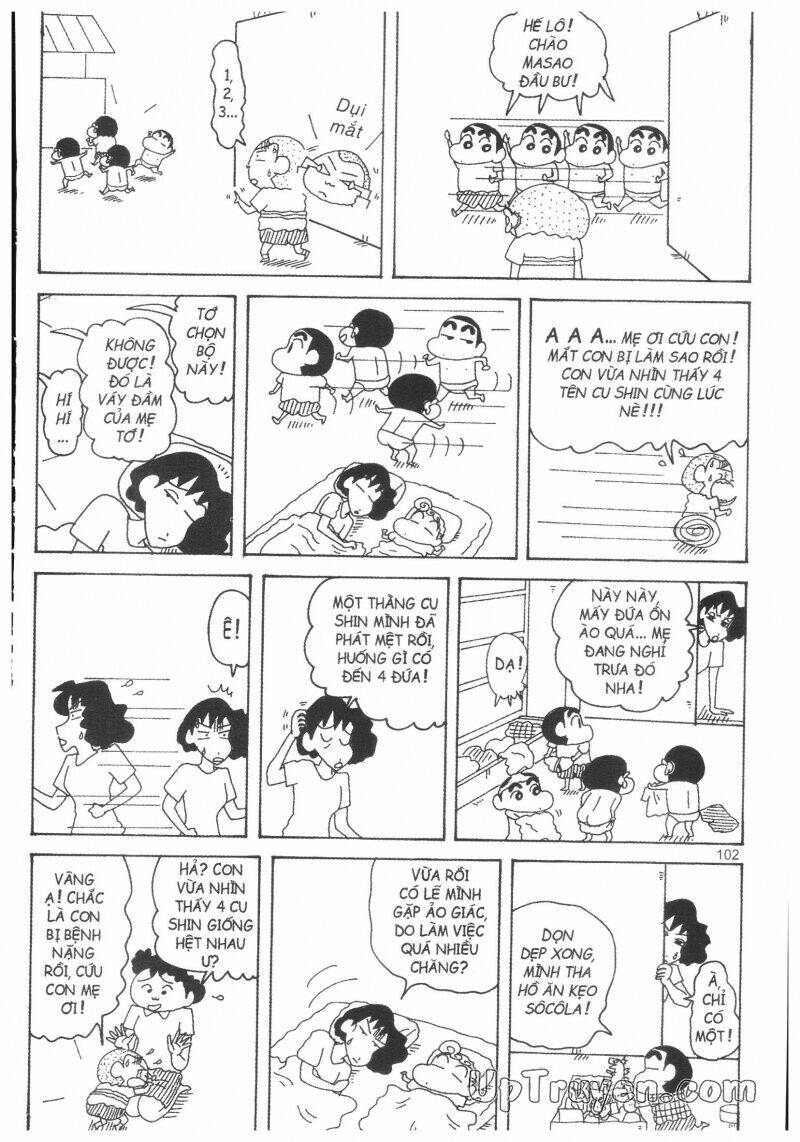 HẾ LÔ!
CHÀO
MASAO
ĐẦU BƯ!
Dụi
mắt
1,
2,
3...
A A A... MẸ ƠI CỨU CON!
MẮT CON BỊ LÀM SAO RỒI!
CON VỪA NHÌN THẤY 4
TÊN CU SHIN CÙNG LÚC
NÈ!!!
TỚ
CHỌN
BỘ
NÀY!
KHÔNG
ĐƯỢC!
ĐÓ LÀ
VÁY ĐẦM
CỦA MẸ
TỚ!
HÍ
HÍ
...
NÀY NÀY,
MẤY ĐỨA ỒN
ÀO QUÁ... MẸ
ĐANG NGHỈ
TRƯA ĐÓ
NHA!
DẠ!
MỘT THẰNG CU
SHIN MÌNH ĐÃ
PHÁT MỆT RỒI,
HUỐNG GÌ CÓ
ĐẾN 4 ĐỨA!
Ê!
102
À,
CHỈ
CÓ
MỘT!
DỌN
DẸP XONG,
MÌNH THA
HỒ ĂN KẸO
SÔCÔLA!
VỪA RỒI
CÓ LẼ MÌNH
GẶP ẢO GIÁC,
DO LÀM VIỆC
QUÁ NHIỀU
CHĂNG?
HẢ? CON
VỪA NHÌN
THẤY 4 CU
SHIN GIỐNG
HỆT NHAU
Ư?
VÂNG
Ạ! CHẮC
LÀ CON
BỊ BỆNH
NẶNG
RỒI, CỨU
CON MẸ
ƠI!
UpTruyen.com